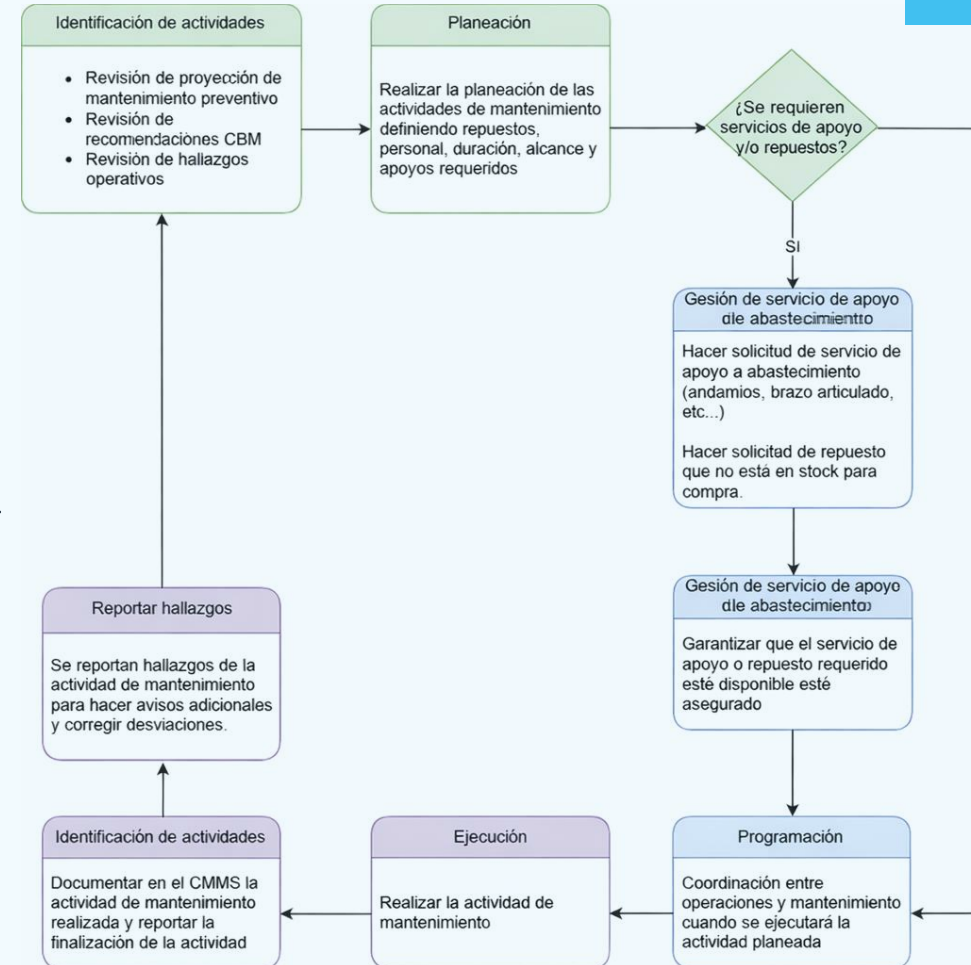 Identificación de actividades
• Revisión de proyección de
mantenimiento preventivo
• Revisión de
recomendaciones CBM
• Revisión de hallazgos
operativos
Planeación
Realizar la planeación de las
actividades de mantenimiento
definiendo repuestos,
personal, duración, alcance y
apoyos requeridos
¿Se requieren
servicios de apoyo
y/o repuestos?
SI
Gesión de servicio de apoyo
dle abastecimientto
Hacer solicitud de servicio de
apoyo a abastecimiento
(andamios, brazo articulado,
etc...)
Hacer solicitad de repuesto
que no está en stock para
compra.
Gesión de servicio de apoyo
dle abastecimiento
Garantizar que el servicio de
apoyo o repuesto requerido
esté disponible esté
asegurado
Programación
Coordinación entre
operaciones y mantenimiento
cuando se ejecutará la
actividad planeada
Ejecución
Realizar la actividad de
mantenimiento
Identificación de actividades
Documentar en el CMMS la
actividad de mantenimiento
realizada y reportar la
finalización de la actividad
Reportar hallazgos
Se reportan hallazgos de la
actividad de mantenimiento
para hacer avisos adicionales
y corregir desviaciones.